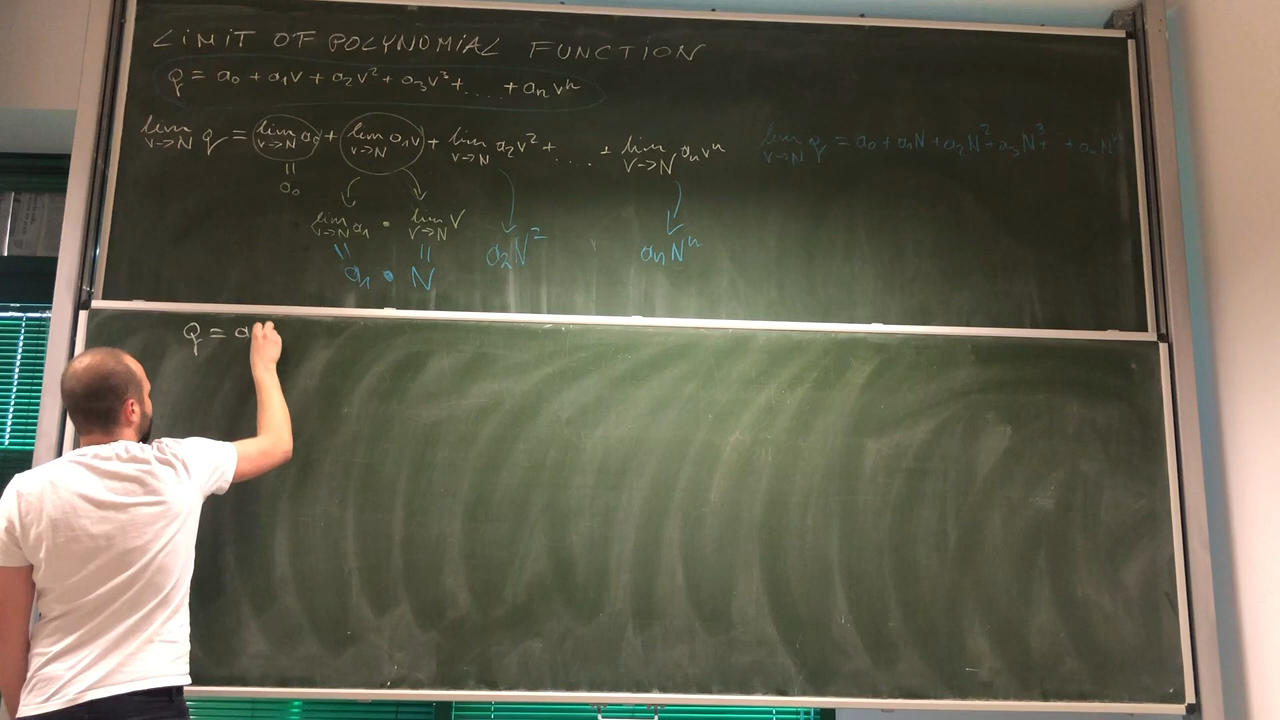 LIMIT OF POLYNOMIAL FUNCTION
Q = a₀ + a₁v + a₂v² + a₃v³ + .... + aₙvⁿ
lim v→N q = lim v→N a₀ + lim v→N a₁v + lim v→N a₂v² + .... + lim v→N aₙvⁿ
lim v→N q = a₀ + a₁N + a₂N² + a₃N³ + . + aₙNⁿ
=
a₀
lim v→N a₁ • lim v→N v
= =
a₁ • N
a₂N²
aₙNⁿ
Q = a